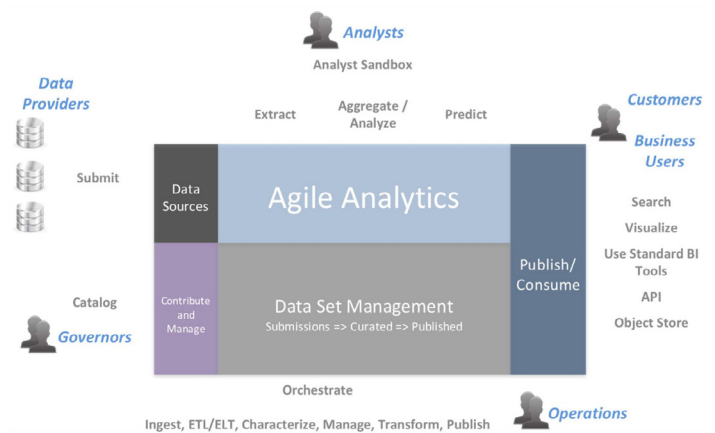 Analysts
Analyst Sandbox
Data
Providers
Extract
Aggregate /
Analyze
Predict
Customers
Business
Users
Submit
Data
Sources
Agile Analytics
Search
Visualize
Use Standard BI
Tools
API
Object Store
Publish/
Consume
Catalog
Governors
Contribute
and
Manage
Data Set Management
Submissions => Curated => Published
Orchestrate
Operations
Ingest, ETL/ELT, Characterize, Manage, Transform, Publish